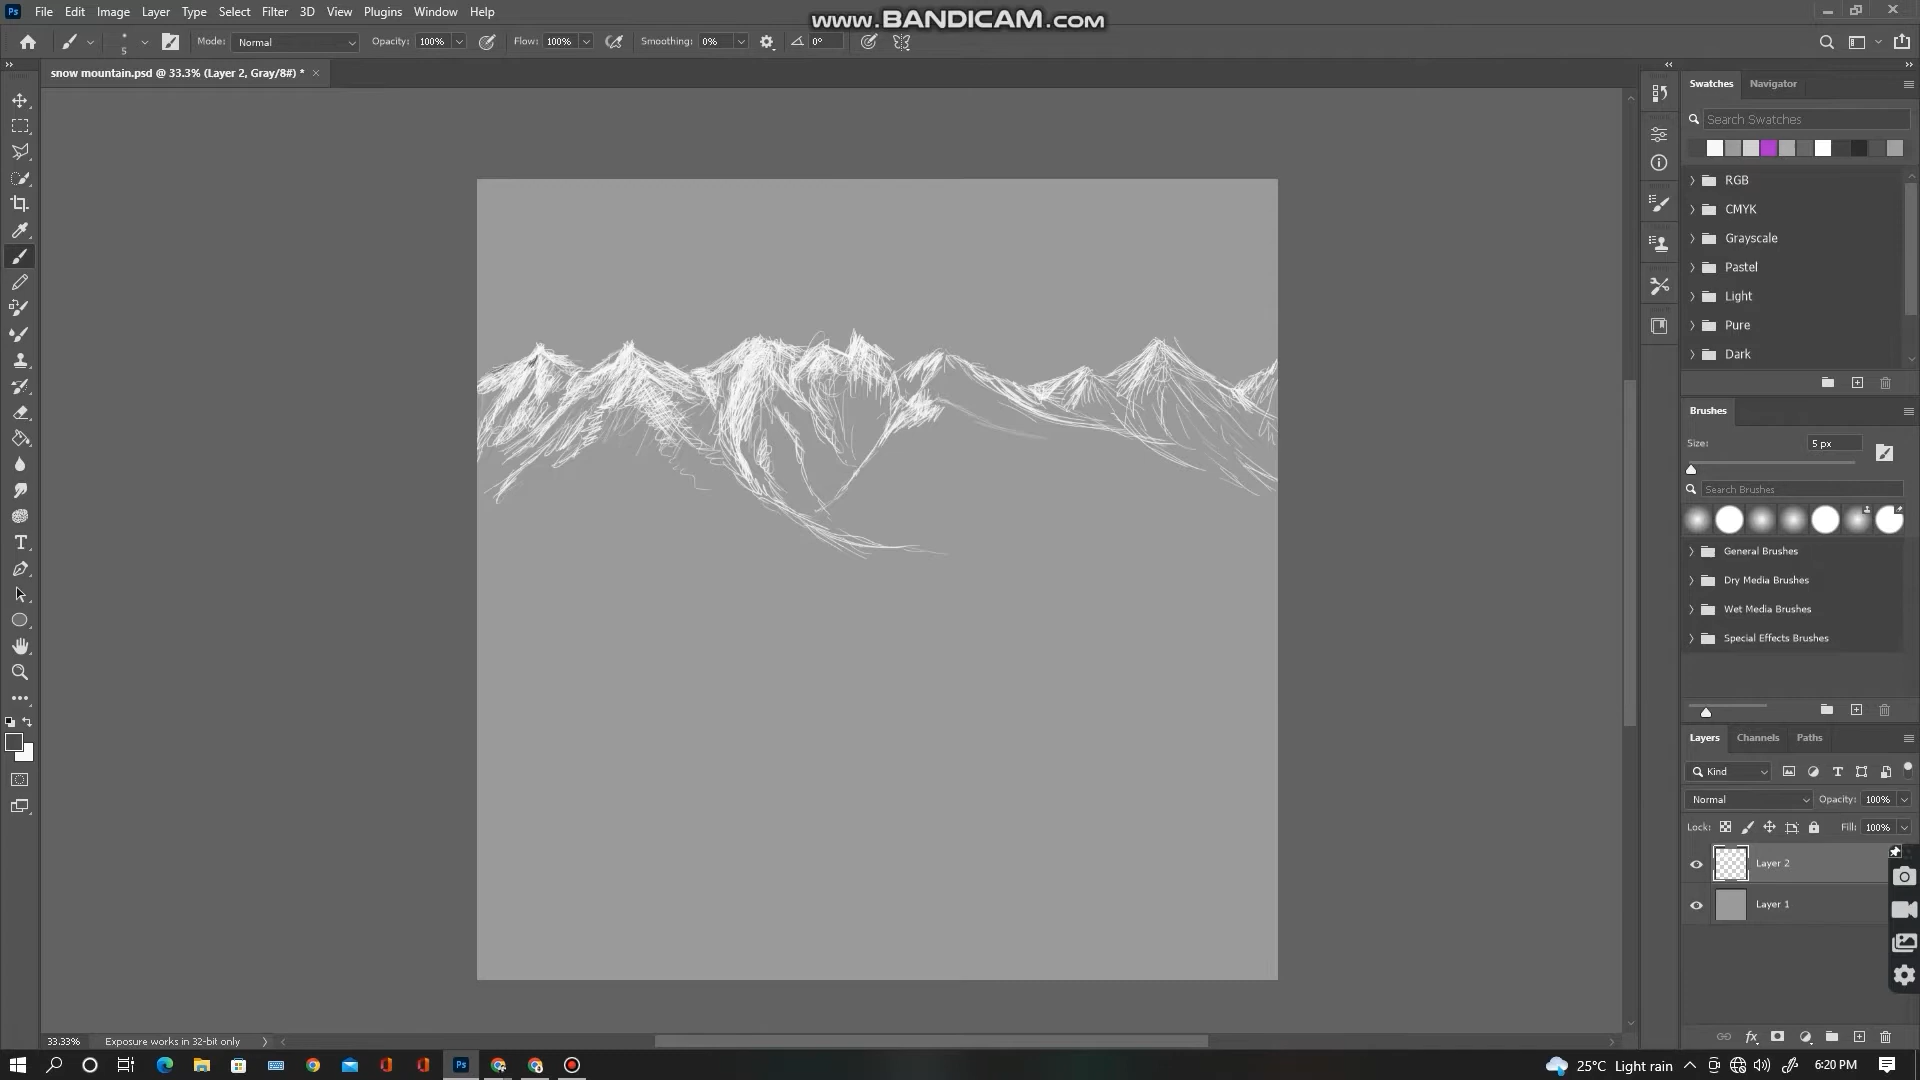 Ps File Edit Image Layer Type Select Filter 3D View Plugins Window Help
www.BANDICAM.com
5 Mode: Normal Opacity: 100% Flow: 100% Smoothing: 0% 0°
snow mountain.psd @ 33.3% (Layer 2, Gray/8#) *
Swatches Navigator
Search Swatches
RGB
CMYK
Grayscale
Pastel
Light
Pure
Dark
Brushes
Size: 5 px
Search Brushes
General Brushes
Dry Media Brushes
Wet Media Brushes
Special Effects Brushes
Layers Channels Paths
Kind
Normal Opacity: 100%
Lock: Fill: 100%
Layer 2
Layer 1
33.33% Exposure works in 32-bit only
Ps 25°C Light rain 6:20 PM